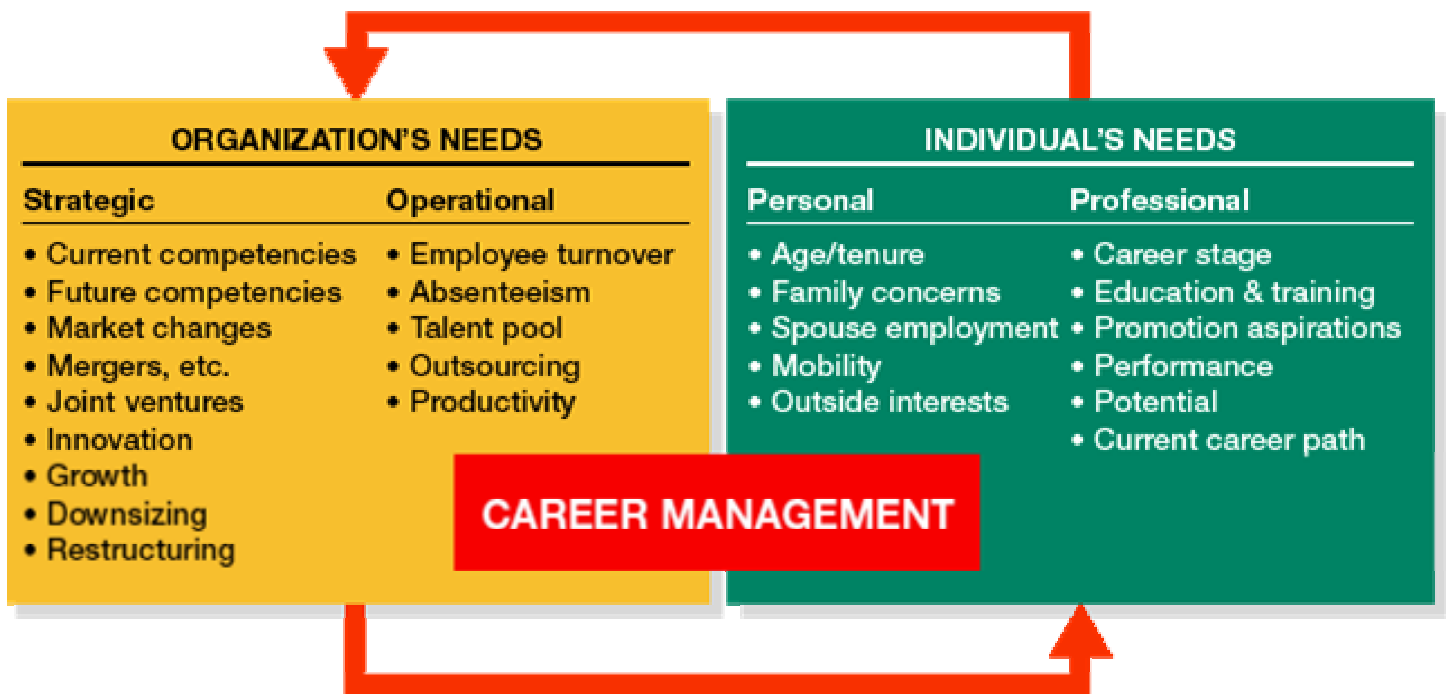 ORGANIZATION'S NEEDS
Strategic
• Current competencies
• Future competencies
• Market changes
• Mergers, etc.
• Joint ventures
• Innovation
• Growth
• Downsizing
• Restructuring
Operational
• Employee turnover
• Absenteeism
• Talent pool
• Outsourcing
• Productivity
INDIVIDUAL'S NEEDS
Personal
• Age/tenure
• Family concerns
• Spouse employment
• Mobility
• Outside interests
Professional
• Career stage
• Education & training
• Promotion aspirations
• Performance
• Potential
• Current career path
CAREER MANAGEMENT